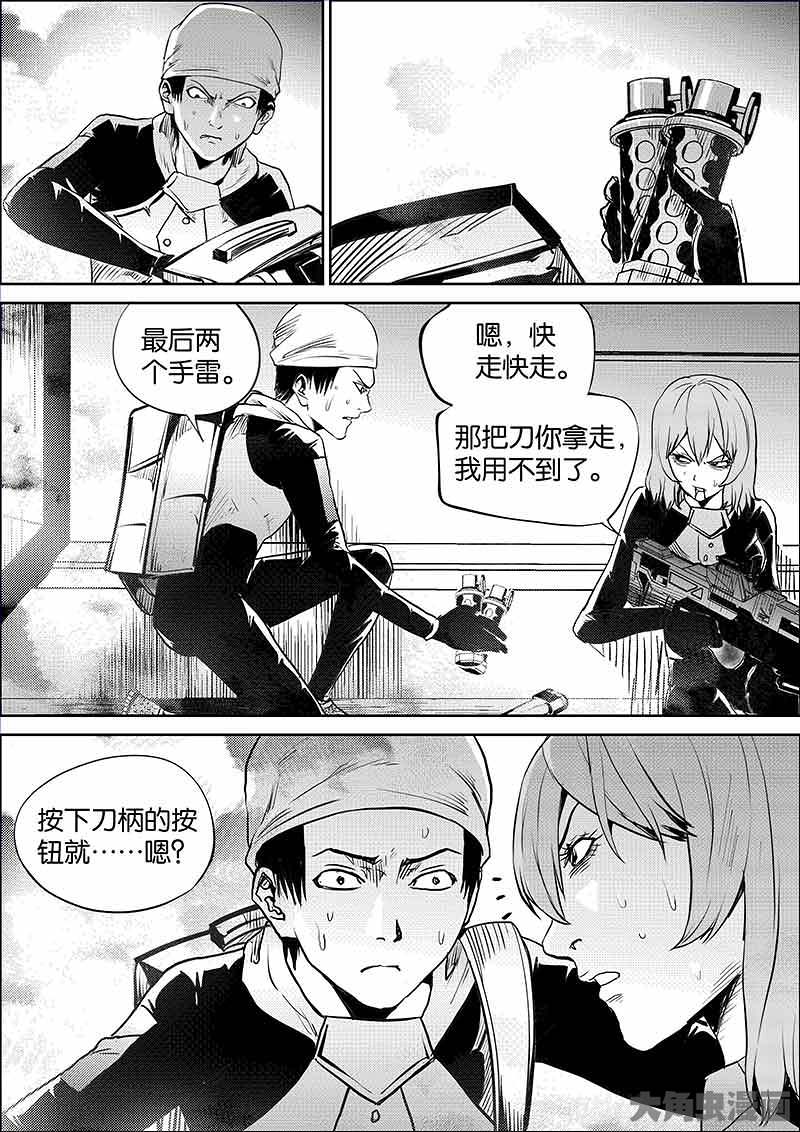 最后两
个手雷。
嗯，快
走快走。
那把刀你拿走，
我用不到了。
按下刀柄的按
钮就……嗯？
大角虫漫画